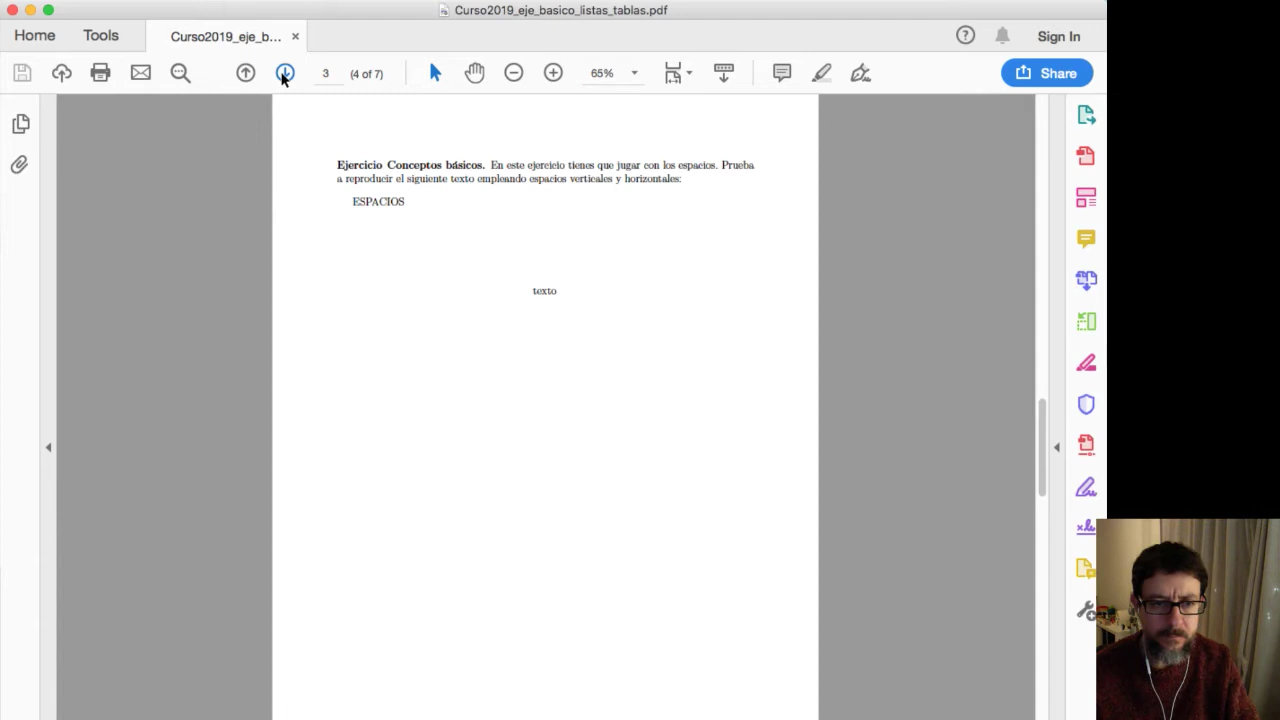 Curso2019_eje_basico_listas_tablas.pdf
Home Tools Curso2019_eje_b... × Sign In
3 (4 of 7) 65% Share
Ejercicio Conceptos básicos. En este ejercicio tienes que jugar con los espacios. Prueba
a reproducir el siguiente texto empleando espacios verticales y horizontales:
ESPACIOS
texto